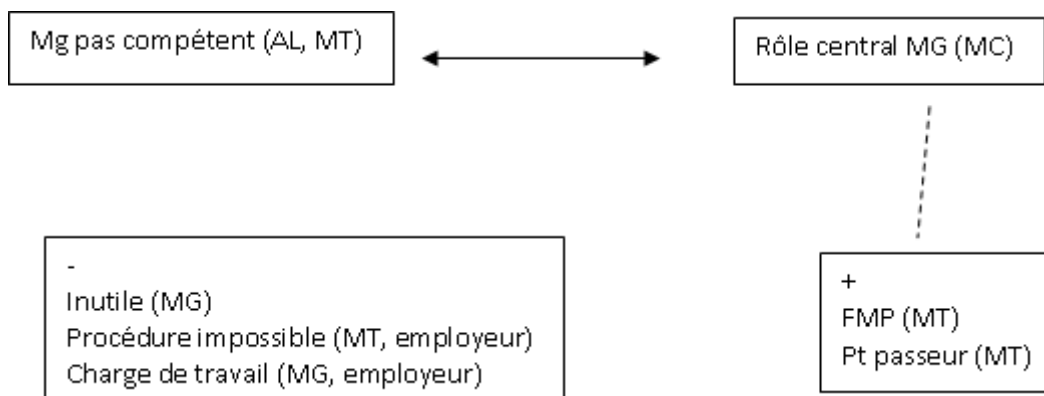 Mg pas compétent (AL, MT)
Rôle central MG (MC)
-
Inutile (MG)
Procédure impossible (MT, employeur)
Charge de travail (MG, employeur)
+
FMP (MT)
Pt passeur (MT)